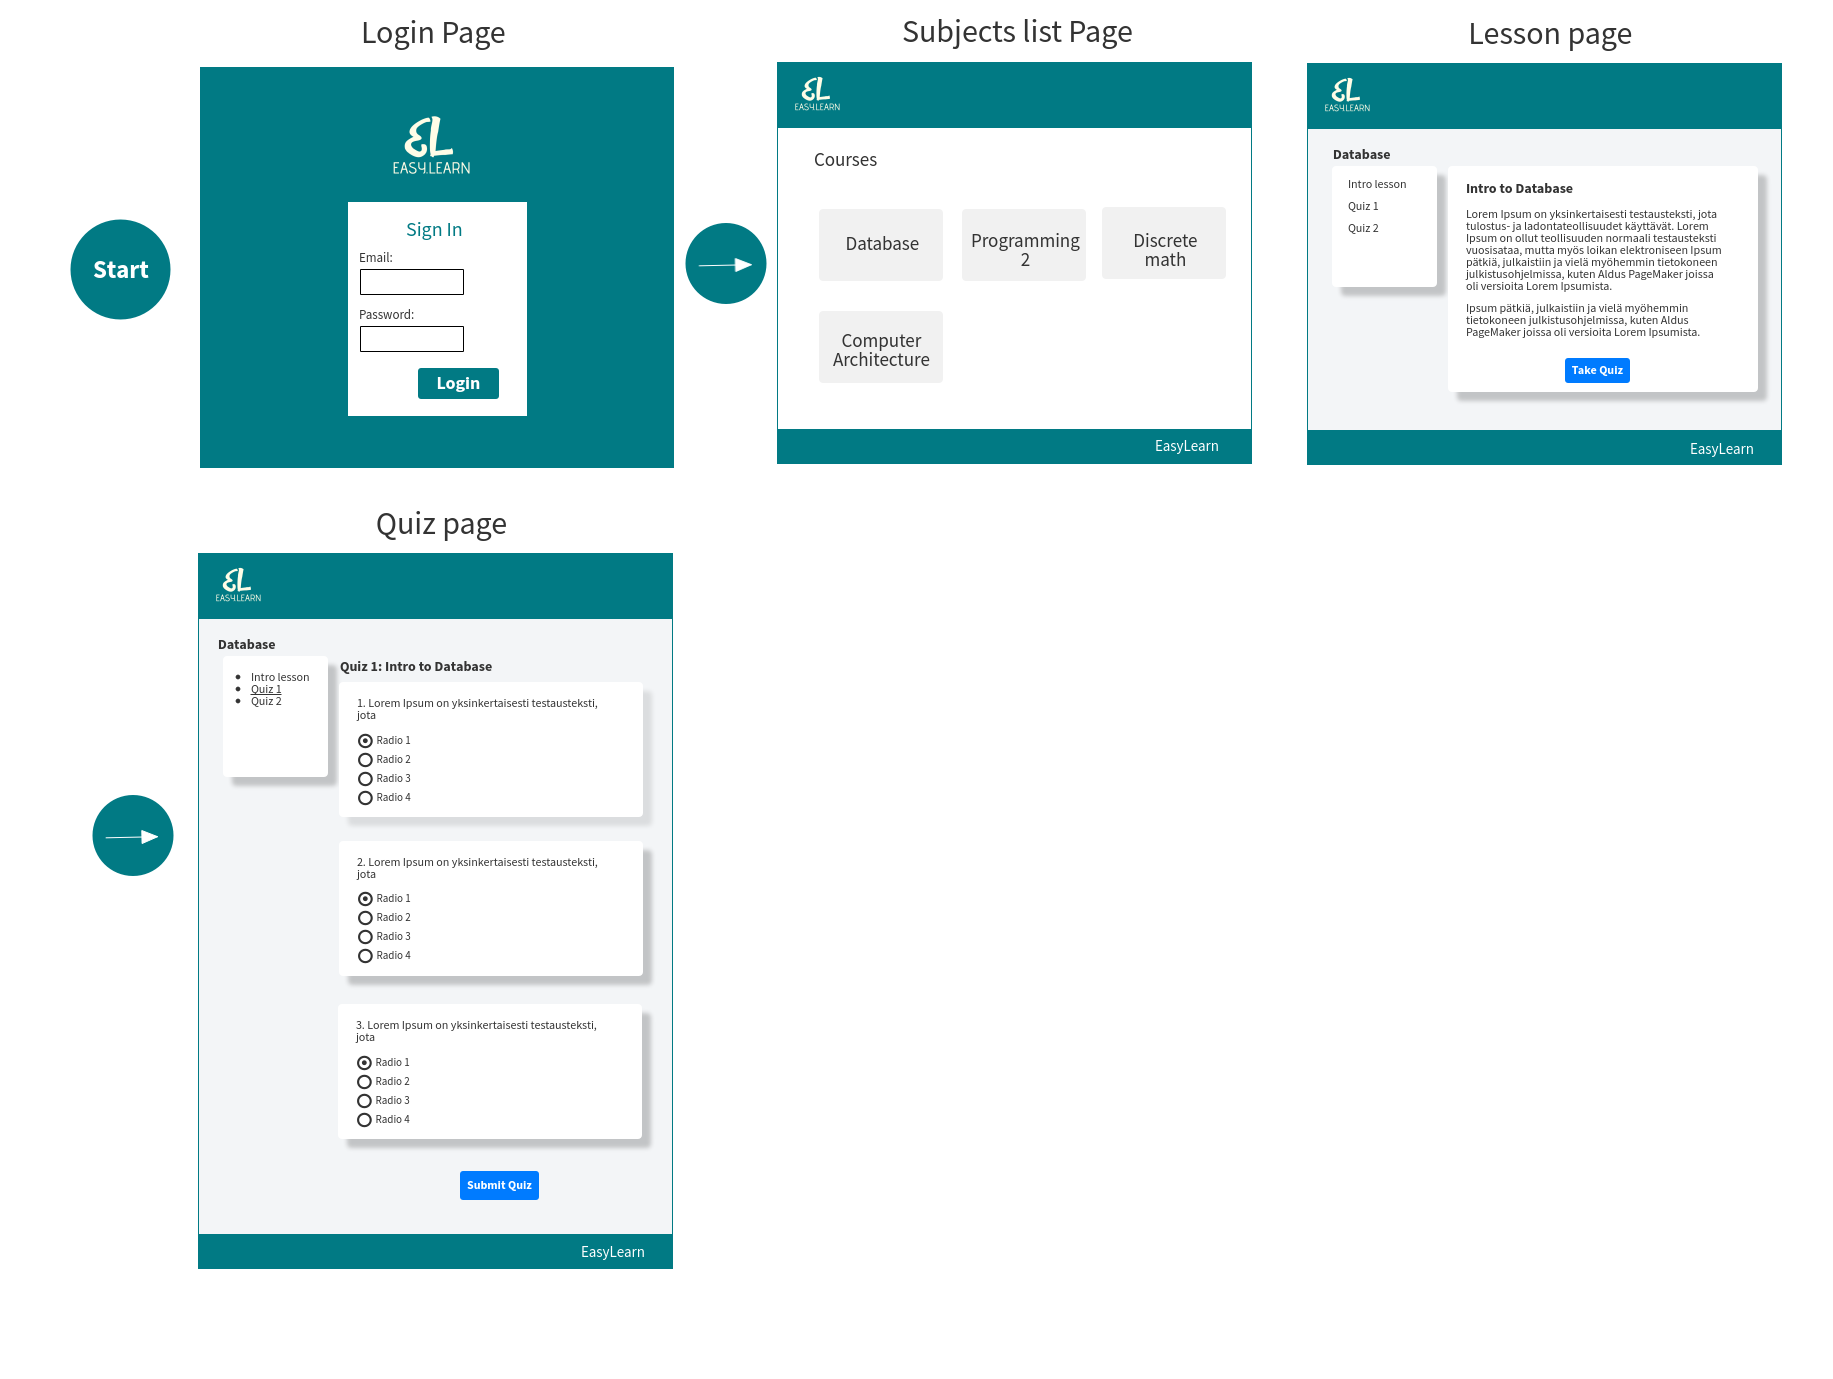 Login Page
Start
EL
EASY.LEARN
Sign In
Email:
Password:
Login
Subjects list Page
EL
EASY.LEARN
Courses
Database
Programming
2
Discrete
math
Computer
Architecture
EasyLearn
Lesson page
EL
EASY.LEARN
Database
Intro lesson
Quiz 1
Quiz 2
Intro to Database
Lorem Ipsum on yksinkertaisesti testausteksti, jota
tulostus- ja ladontateollisuudet käyttävät. Lorem
Ipsum on ollut teollisuuden normaali testausteksti
vuosisataa, mutta myös loikan elektroniseen Ipsum
pätkiä, julkaistiin ja vielä myöhemmin tietokoneen
julkistusohjelmissa, kuten Aldus PageMaker joissa
oli versioita Lorem Ipsumista.
Ipsum pätkiä, julkaistiin ja vielä myöhemmin
tietokoneen julkistusohjelmissa, kuten Aldus
PageMaker joissa oli versioita Lorem Ipsumista.
Take Quiz
EasyLearn
Quiz page
EL
EASY.LEARN
Database
Intro lesson
Quiz 1
Quiz 2
Quiz 1: Intro to Database
1. Lorem Ipsum on yksinkertaisesti testausteksti,
jota
Radio 1
Radio 2
Radio 3
Radio 4
2. Lorem Ipsum on yksinkertaisesti testausteksti,
jota
Radio 1
Radio 2
Radio 3
Radio 4
3. Lorem Ipsum on yksinkertaisesti testausteksti,
jota
Radio 1
Radio 2
Radio 3
Radio 4
Submit Quiz
EasyLearn